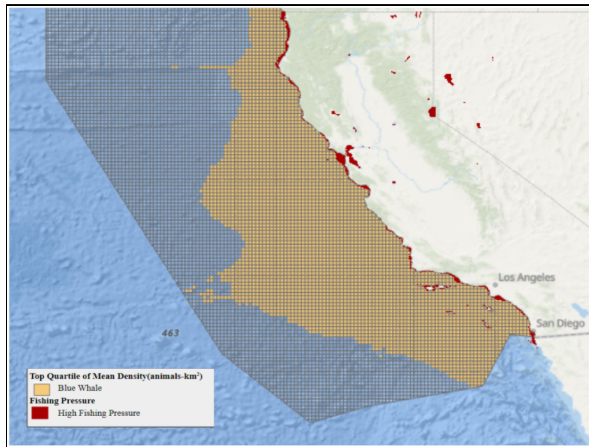 Los Angeles
San Diego
463
Top Quartile of Mean Density(animals-km²)
Blue Whale
Fishing Pressure
High Fishing Pressure